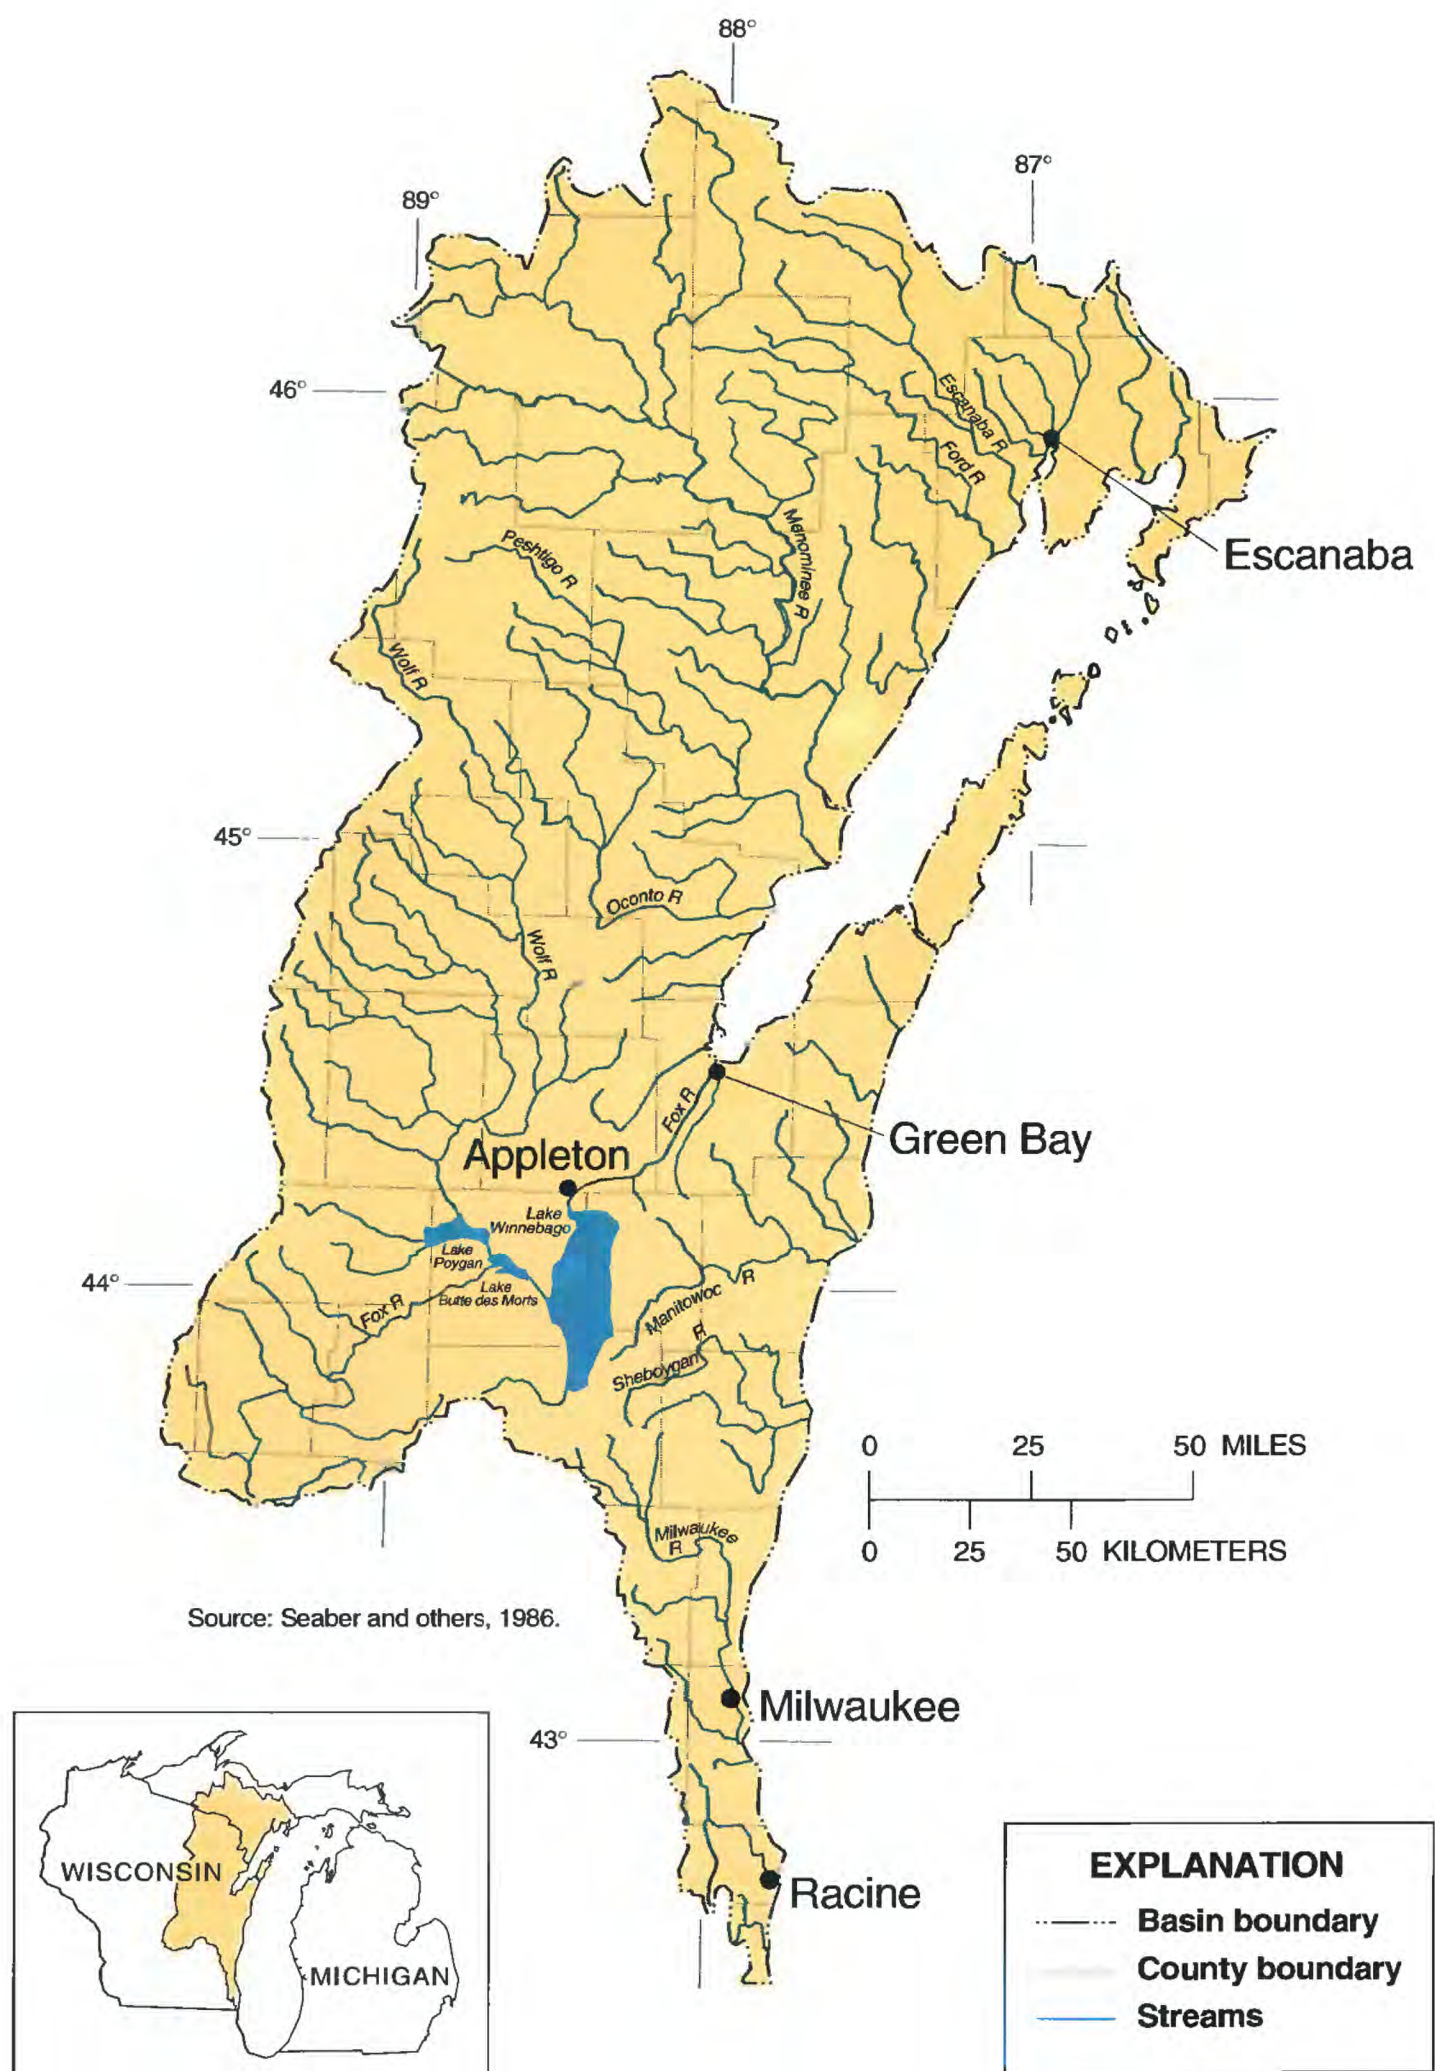 88°
87°
89°
46°
Escanaba R
Ford R
Menominee R
Peshtigo R
Escanaba
Wolf R
45°
Oconto R
Wolf R
Fox R
Green Bay
Appleton
Lake
Winnebago
Lake
Poygan
44°
Lake
Butte des Morts
Fox R
Manitowoc R
Sheboygan R
0 25 50 MILES
0 25 50 KILOMETERS
Milwaukee
R
Source: Seaber and others, 1986.
Milwaukee
43°
Racine
WISCONSIN
MICHIGAN
EXPLANATION
Basin boundary
County boundary
Streams